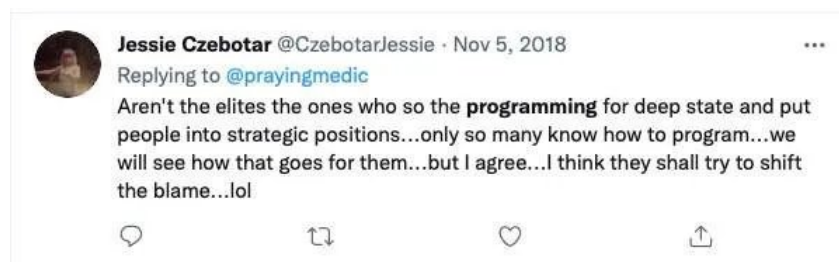 Jessie Czebotar @CzebotarJessie · Nov 5, 2018
Replying to @prayingmedic
Aren't the elites the ones who so the programming for deep state and put
people into strategic positions...only so many know how to program...we
will see how that goes for them...but I agree...I think they shall try to shift
the blame...lol